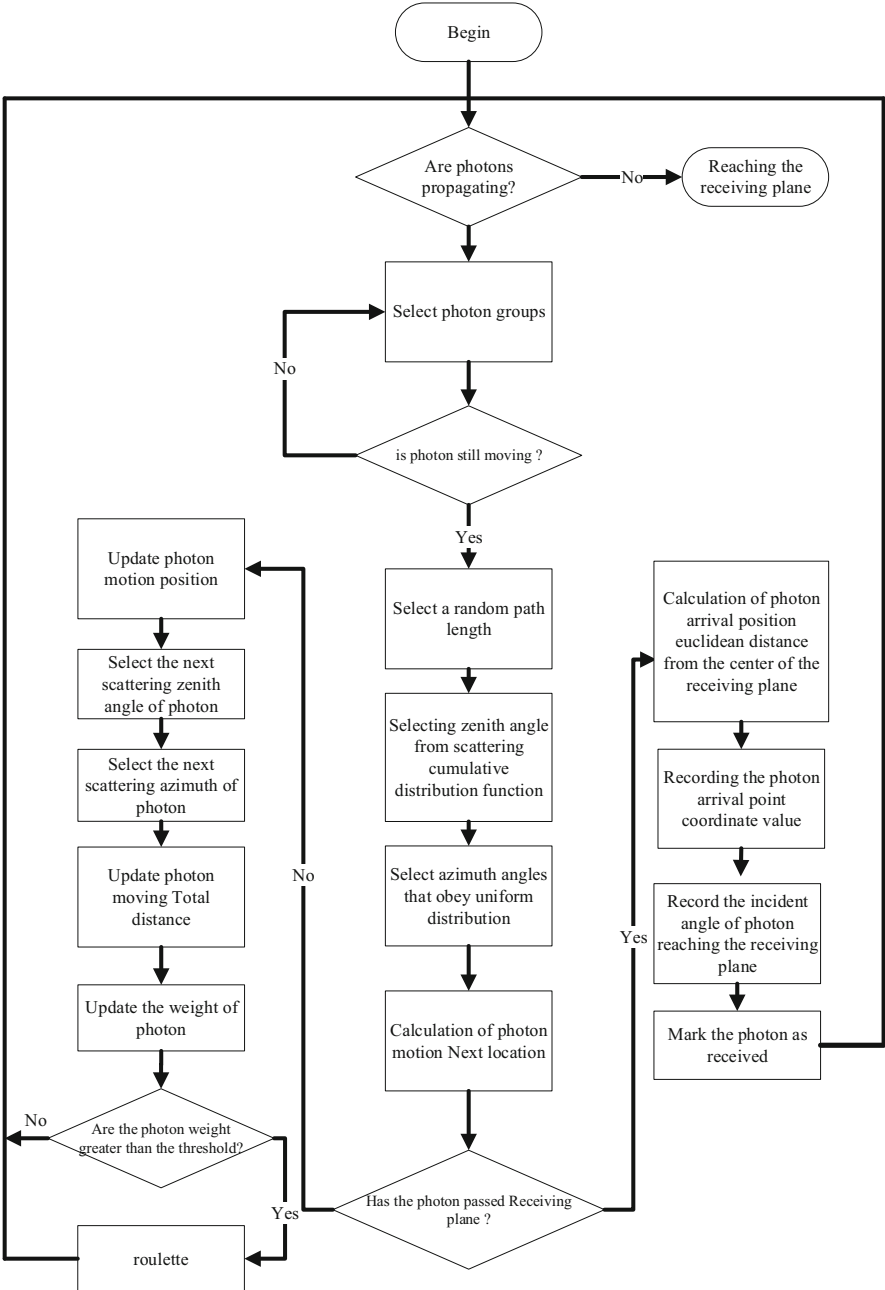 Begin
Are photons
propagating?
No
Reaching the
receiving plane
Select photon groups
No
is photon still moving ?
Yes
Update photon
motion position
Select the next
scattering zenith
angle of photon
Select the next
scattering azimuth of
photon
Update photon
moving Total
distance
Update the weight of
photon
Are the photon weight
greater than the threshold?
No
Yes
roulette
Select a random path
length
Selecting zenith angle
from scattering
cumulative
distribution function
Select azimuth angles
that obey uniform
distribution
Calculation of photon
motion Next location
Has the photon passed Receiving
plane ?
No
Yes
Calculation of photon
arrival position
euclidean distance
from the center of the
receiving plane
Recording the photon
arrival point
coordinate value
Record the incident
angle of photon
reaching the receiving
plane
Mark the photon as
received